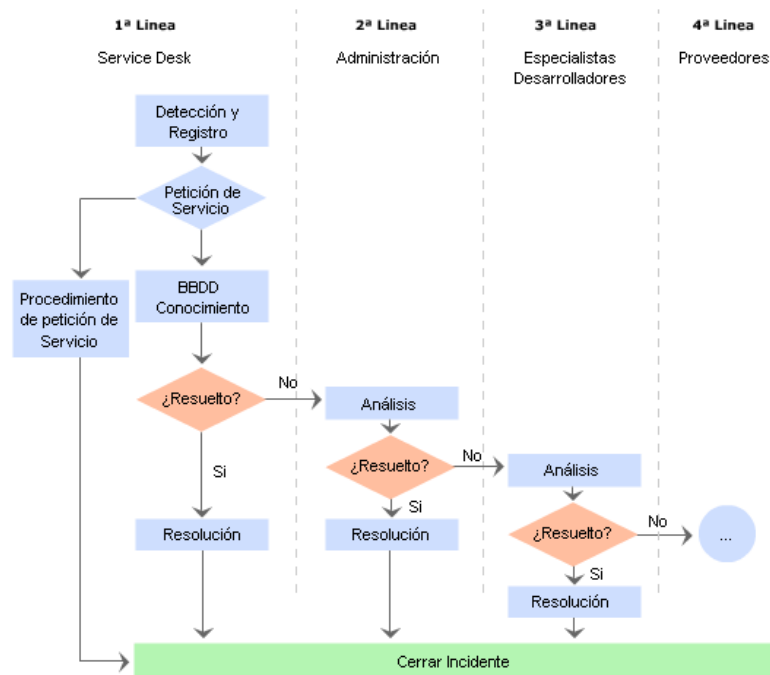 1ª Linea
Service Desk
2ª Linea
Administración
3ª Linea
Especialistas
Desarrolladores
4ª Linea
Proveedores
Detección y
Registro
Petición de
Servicio
Procedimiento
de petición de
Servicio
BBDD
Conocimiento
¿Resuelto?
No
Si
Resolución
Análisis
¿Resuelto?
No
Si
Resolución
Análisis
¿Resuelto?
No
Si
Resolución
...
Cerrar Incidente